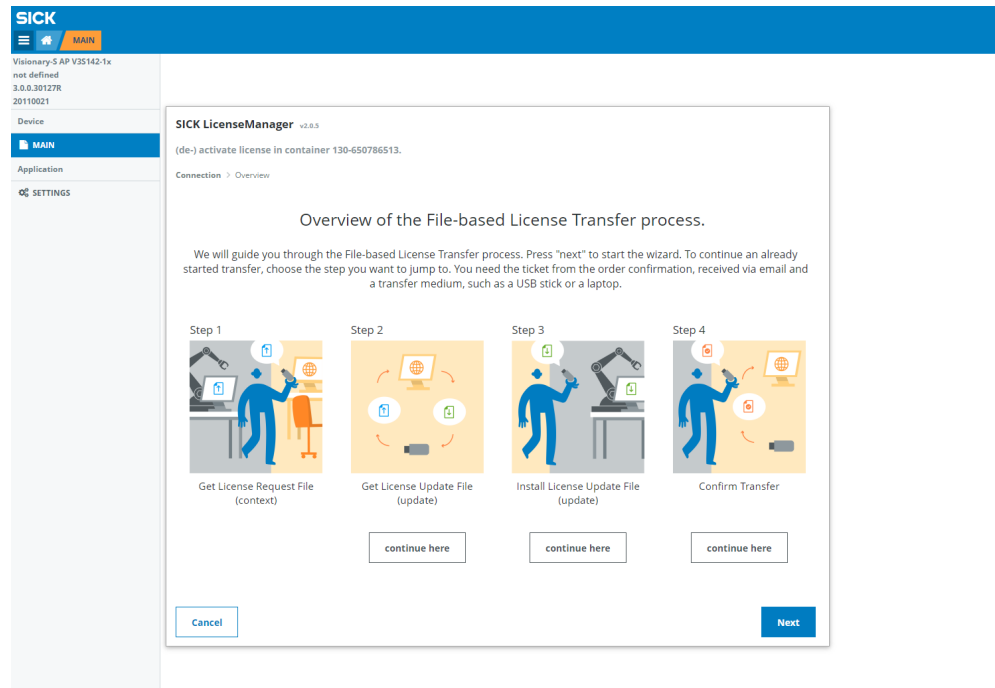 SICK
MAIN
Visionary-S AP V3S142-1x
not defined
3.0.0.30127R
20110021
Device
MAIN
Application
SETTINGS
SICK LicenseManager v2.0.5
(de-) activate license in container 130-650786513.
Connection > Overview
Overview of the File-based License Transfer process.
We will guide you through the File-based License Transfer process. Press "next" to start the wizard. To continue an already
started transfer, choose the step you want to jump to. You need the ticket from the order confirmation, received via email and
a transfer medium, such as a USB stick or a laptop.
Step 1
Step 2
Step 3
Step 4
Get License Request File
(context)
Get License Update File
(update)
Install License Update File
(update)
Confirm Transfer
continue here
continue here
continue here
Cancel
Next